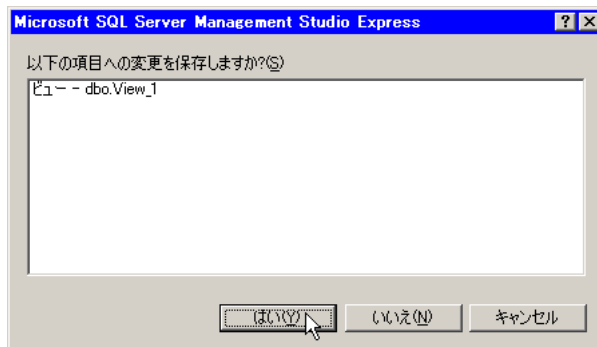 Microsoft SQL Server Management Studio Express
以下の項目への変更を保存しますか?(S)
ビュー - dbo.View_1
はい(Y)
いいえ(N)
キャンセル